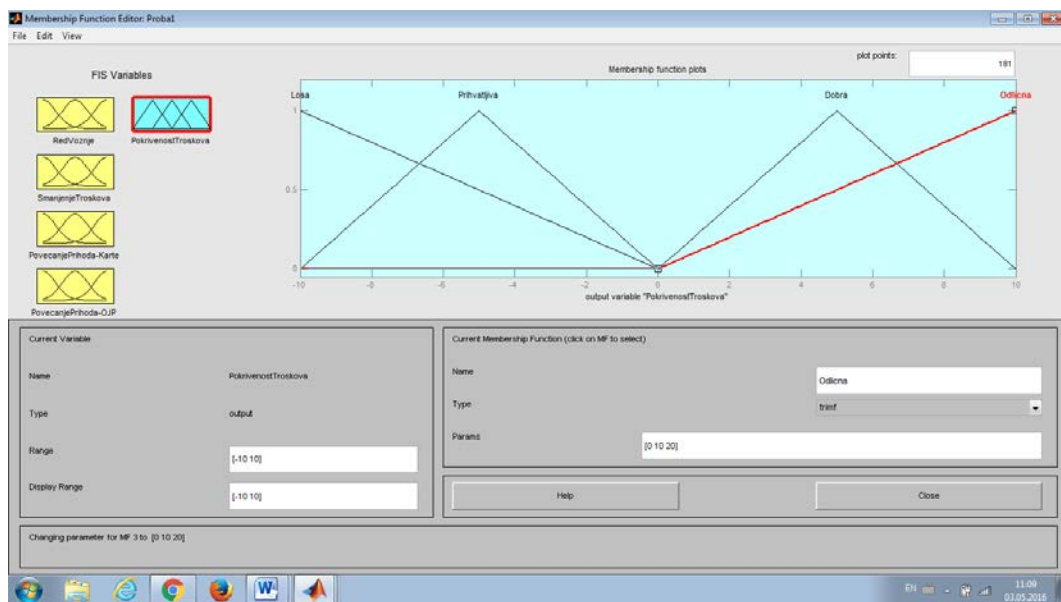 Membership Function Editor: Proba1
File Edit View
FIS Variables
RedVoznje
PokrivenostTroskova
SmanjenjeTroskova
PovecanjePrihoda-Karte
PovecanjePrihoda-OJP
plot points:
181
Membership function plots
Losa
Prihvatljiva
Dobra
Odlicna
1
0.5
0
-10 -8 -6 -4 -2 0 2 4 6 8 10
output variable "PokrivenostTroskova"
Current Variable
Name
PokrivenostTroskova
Type
output
Range
[-10 10]
Display Range
[-10 10]
Current Membership Function (click on MF to select)
Name
Odlicna
Type
trimf
Params
[0 10 20]
Help
Close
Changing parameter for MF 3 to [0 10 20]
W
EN
11:09
03.05.2016